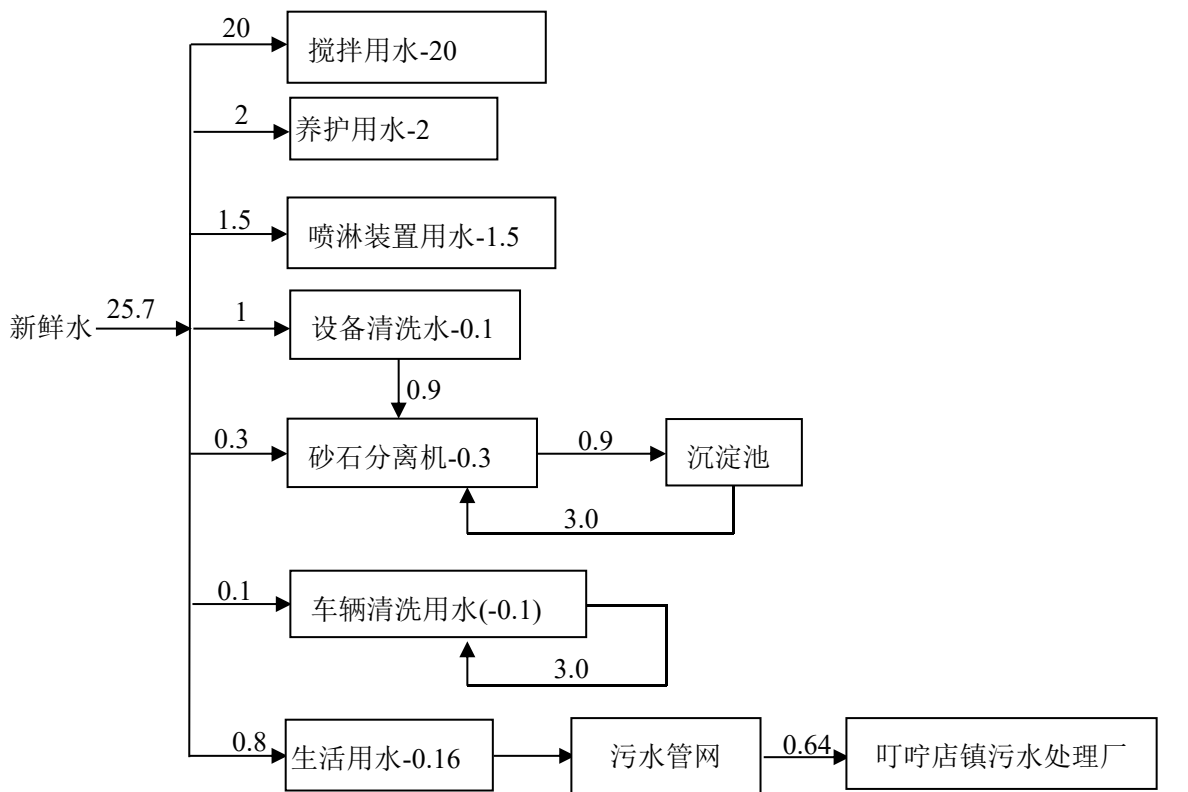 20
搅拌用水-20
2
养护用水-2
1.5
喷淋装置用水-1.5
新鲜水
25.7
1
设备清洗水-0.1
0.9
0.3
砂石分离机-0.3
0.9
沉淀池
3.0
0.1
车辆清洗用水(-0.1)
3.0
0.8
生活用水-0.16
污水管网
0.64
叮咛店镇污水处理厂